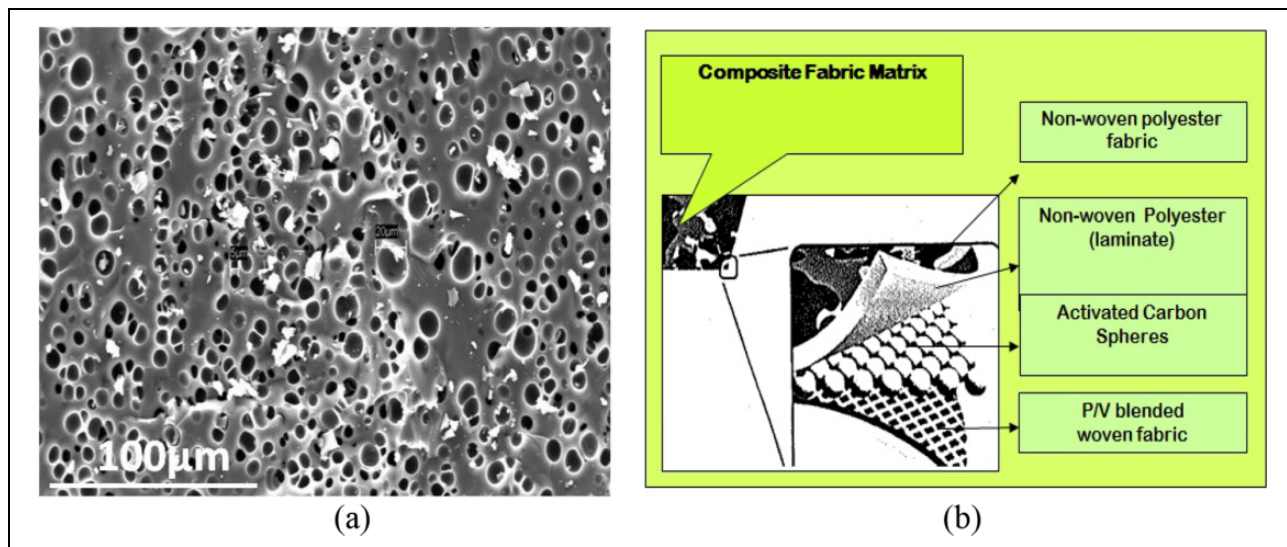 20μm
5μm
100μm
(a)
Composite Fabric Matrix
Non-woven polyester
fabric
Non-woven Polyester
(laminate)
Activated Carbon
Spheres
P/V blended
woven fabric
(b)